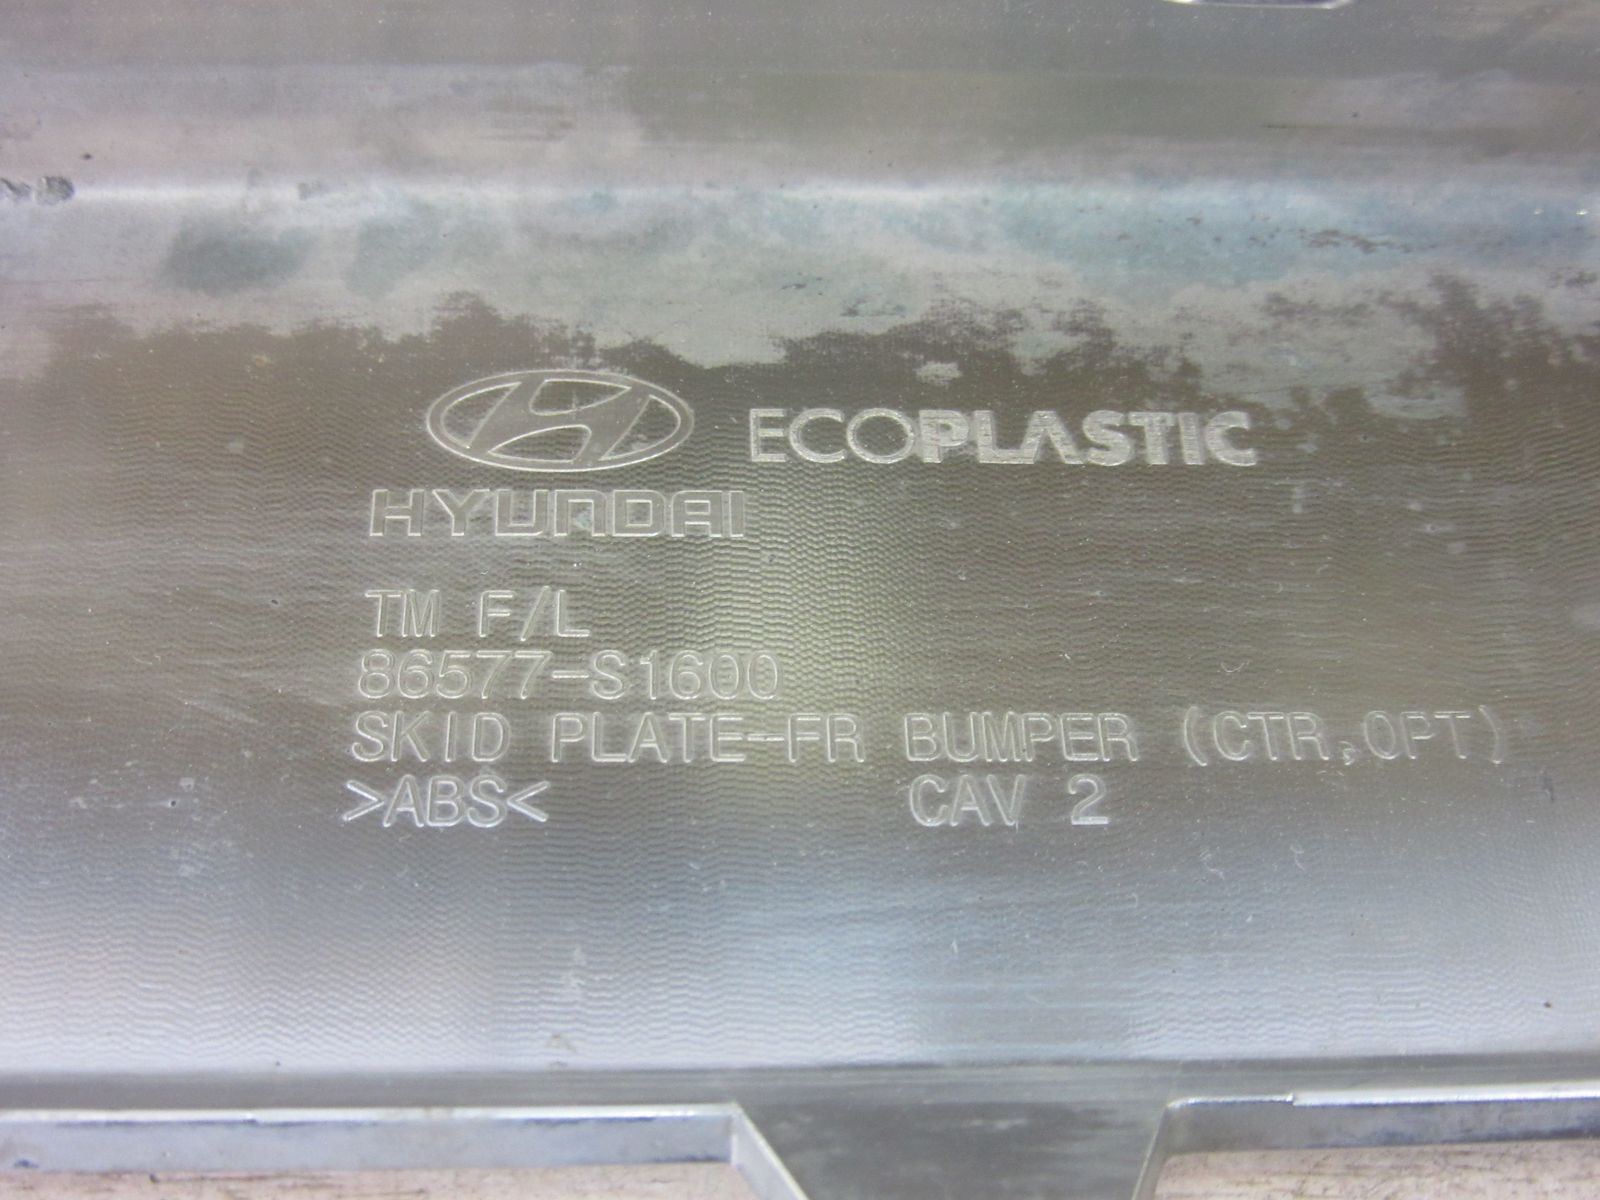 ECOPLASTIC
HYUNDAI
TM F/L
86577-S1600
SKID PLATE-FR BUMPER (CTR,OPT)
>ABS< CAV 2